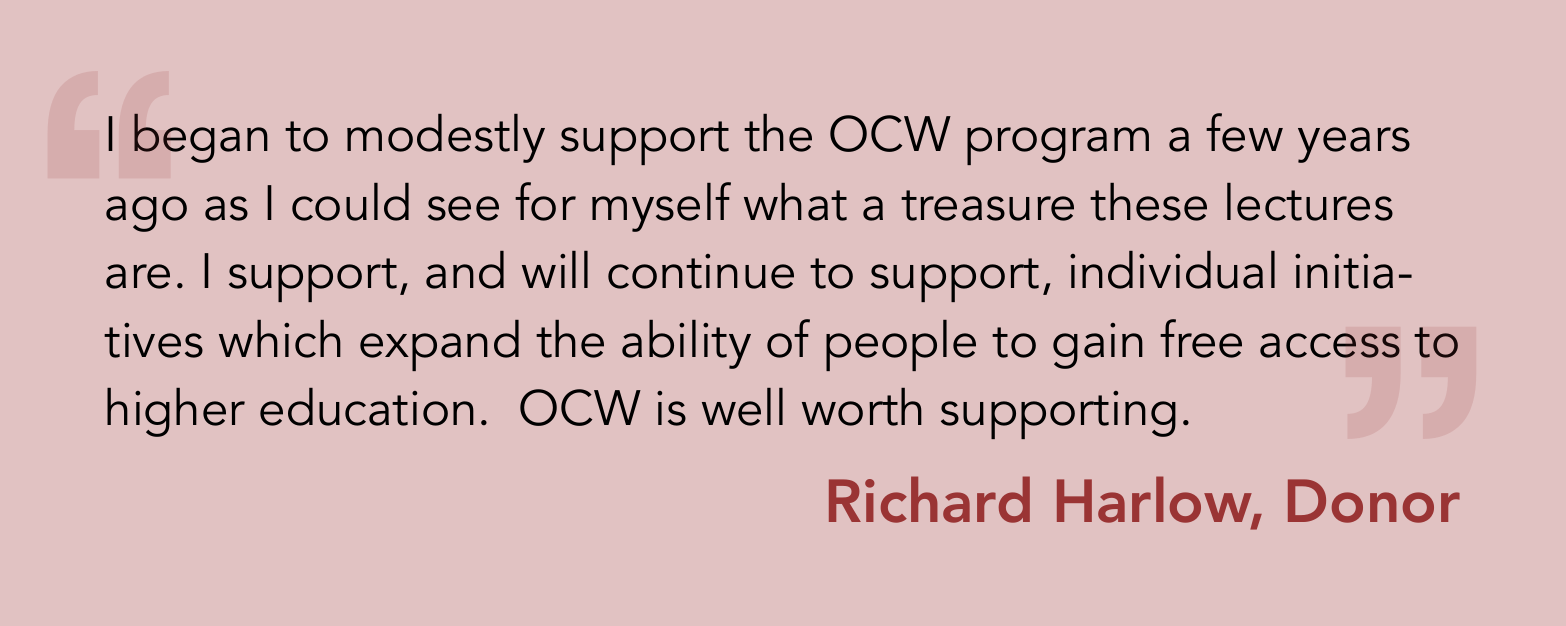 “I began to modestly support the OCW program a few years
ago as I could see for myself what a treasure these lectures
are. I support, and will continue to support, individual initia-
tives which expand the ability of people to gain free access to
higher education.  OCW is well worth supporting.”
Richard Harlow, Donor